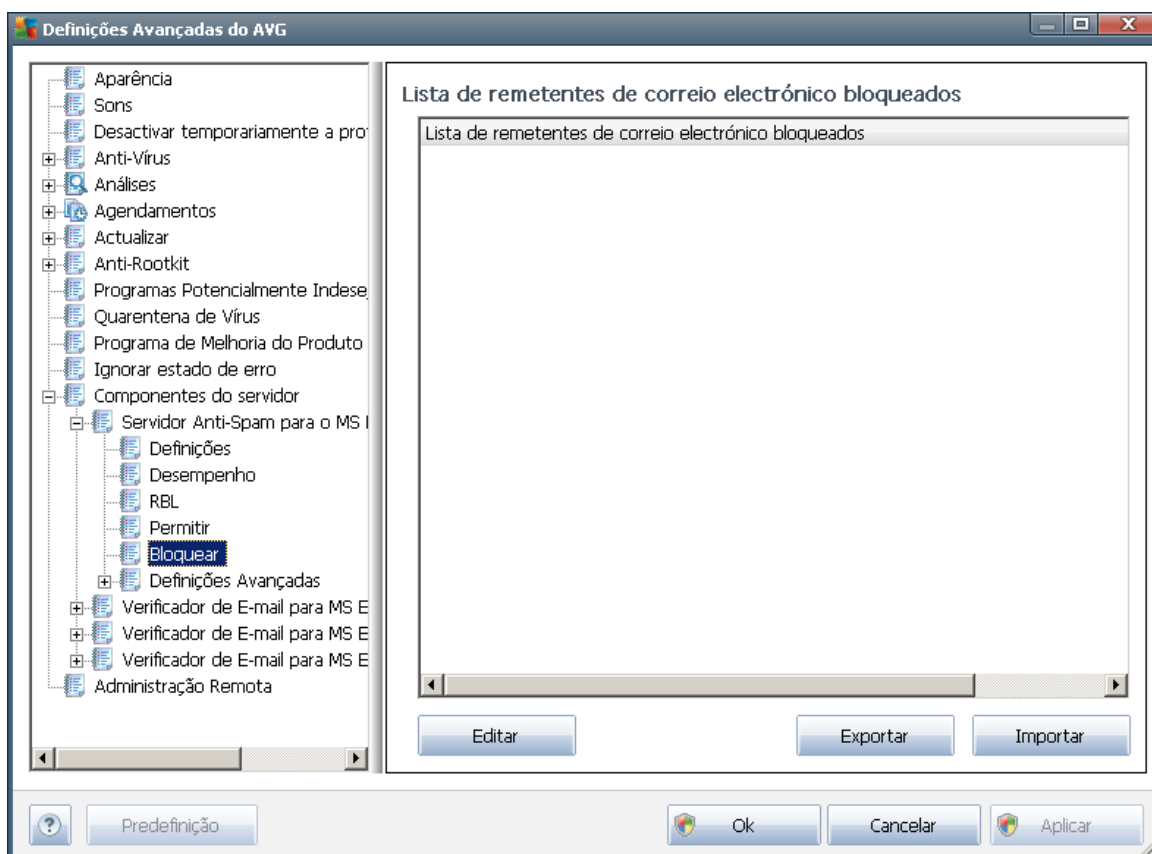 Definições Avançadas do AVG
Aparência
Sons
Desactivar temporariamente a pro
Anti-Vírus
Análises
Agendamentos
Actualizar
Anti-Rootkit
Programas Potencialmente Indese
Quarentena de Vírus
Programa de Melhoria do Produto
Ignorar estado de erro
Componentes do servidor
Servidor Anti-Spam para o MS
Definições
Desempenho
RBL
Permitir
Bloquear
Definições Avançadas
Verificador de E-mail para MS E
Verificador de E-mail para MS E
Verificador de E-mail para MS E
Administração Remota
Lista de remetentes de correio electrónico bloqueados
Lista de remetentes de correio electrónico bloqueados
Editar
Exportar
Importar
?
Predefinição
Ok
Cancelar
Aplicar